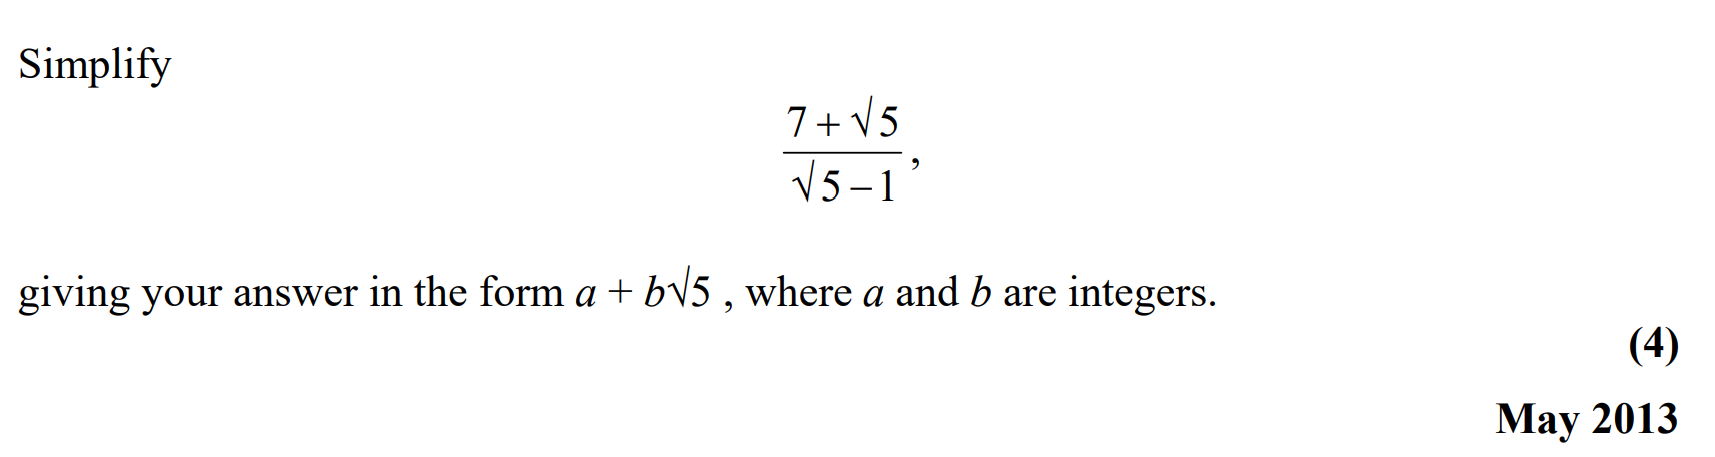 Simplify
7 + √5
√5 – 1 ,
giving your answer in the form a + b√5 , where a and b are integers.
(4)
May 2013